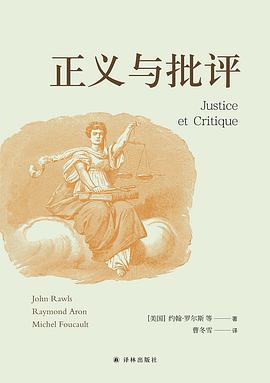 正义与批评
Justice
et Critique
John Rawls
Raymond Aron
Michel Foucault
[美国] 约翰·罗尔斯 等 —— 著
曹冬雪 —— 译
译林出版社